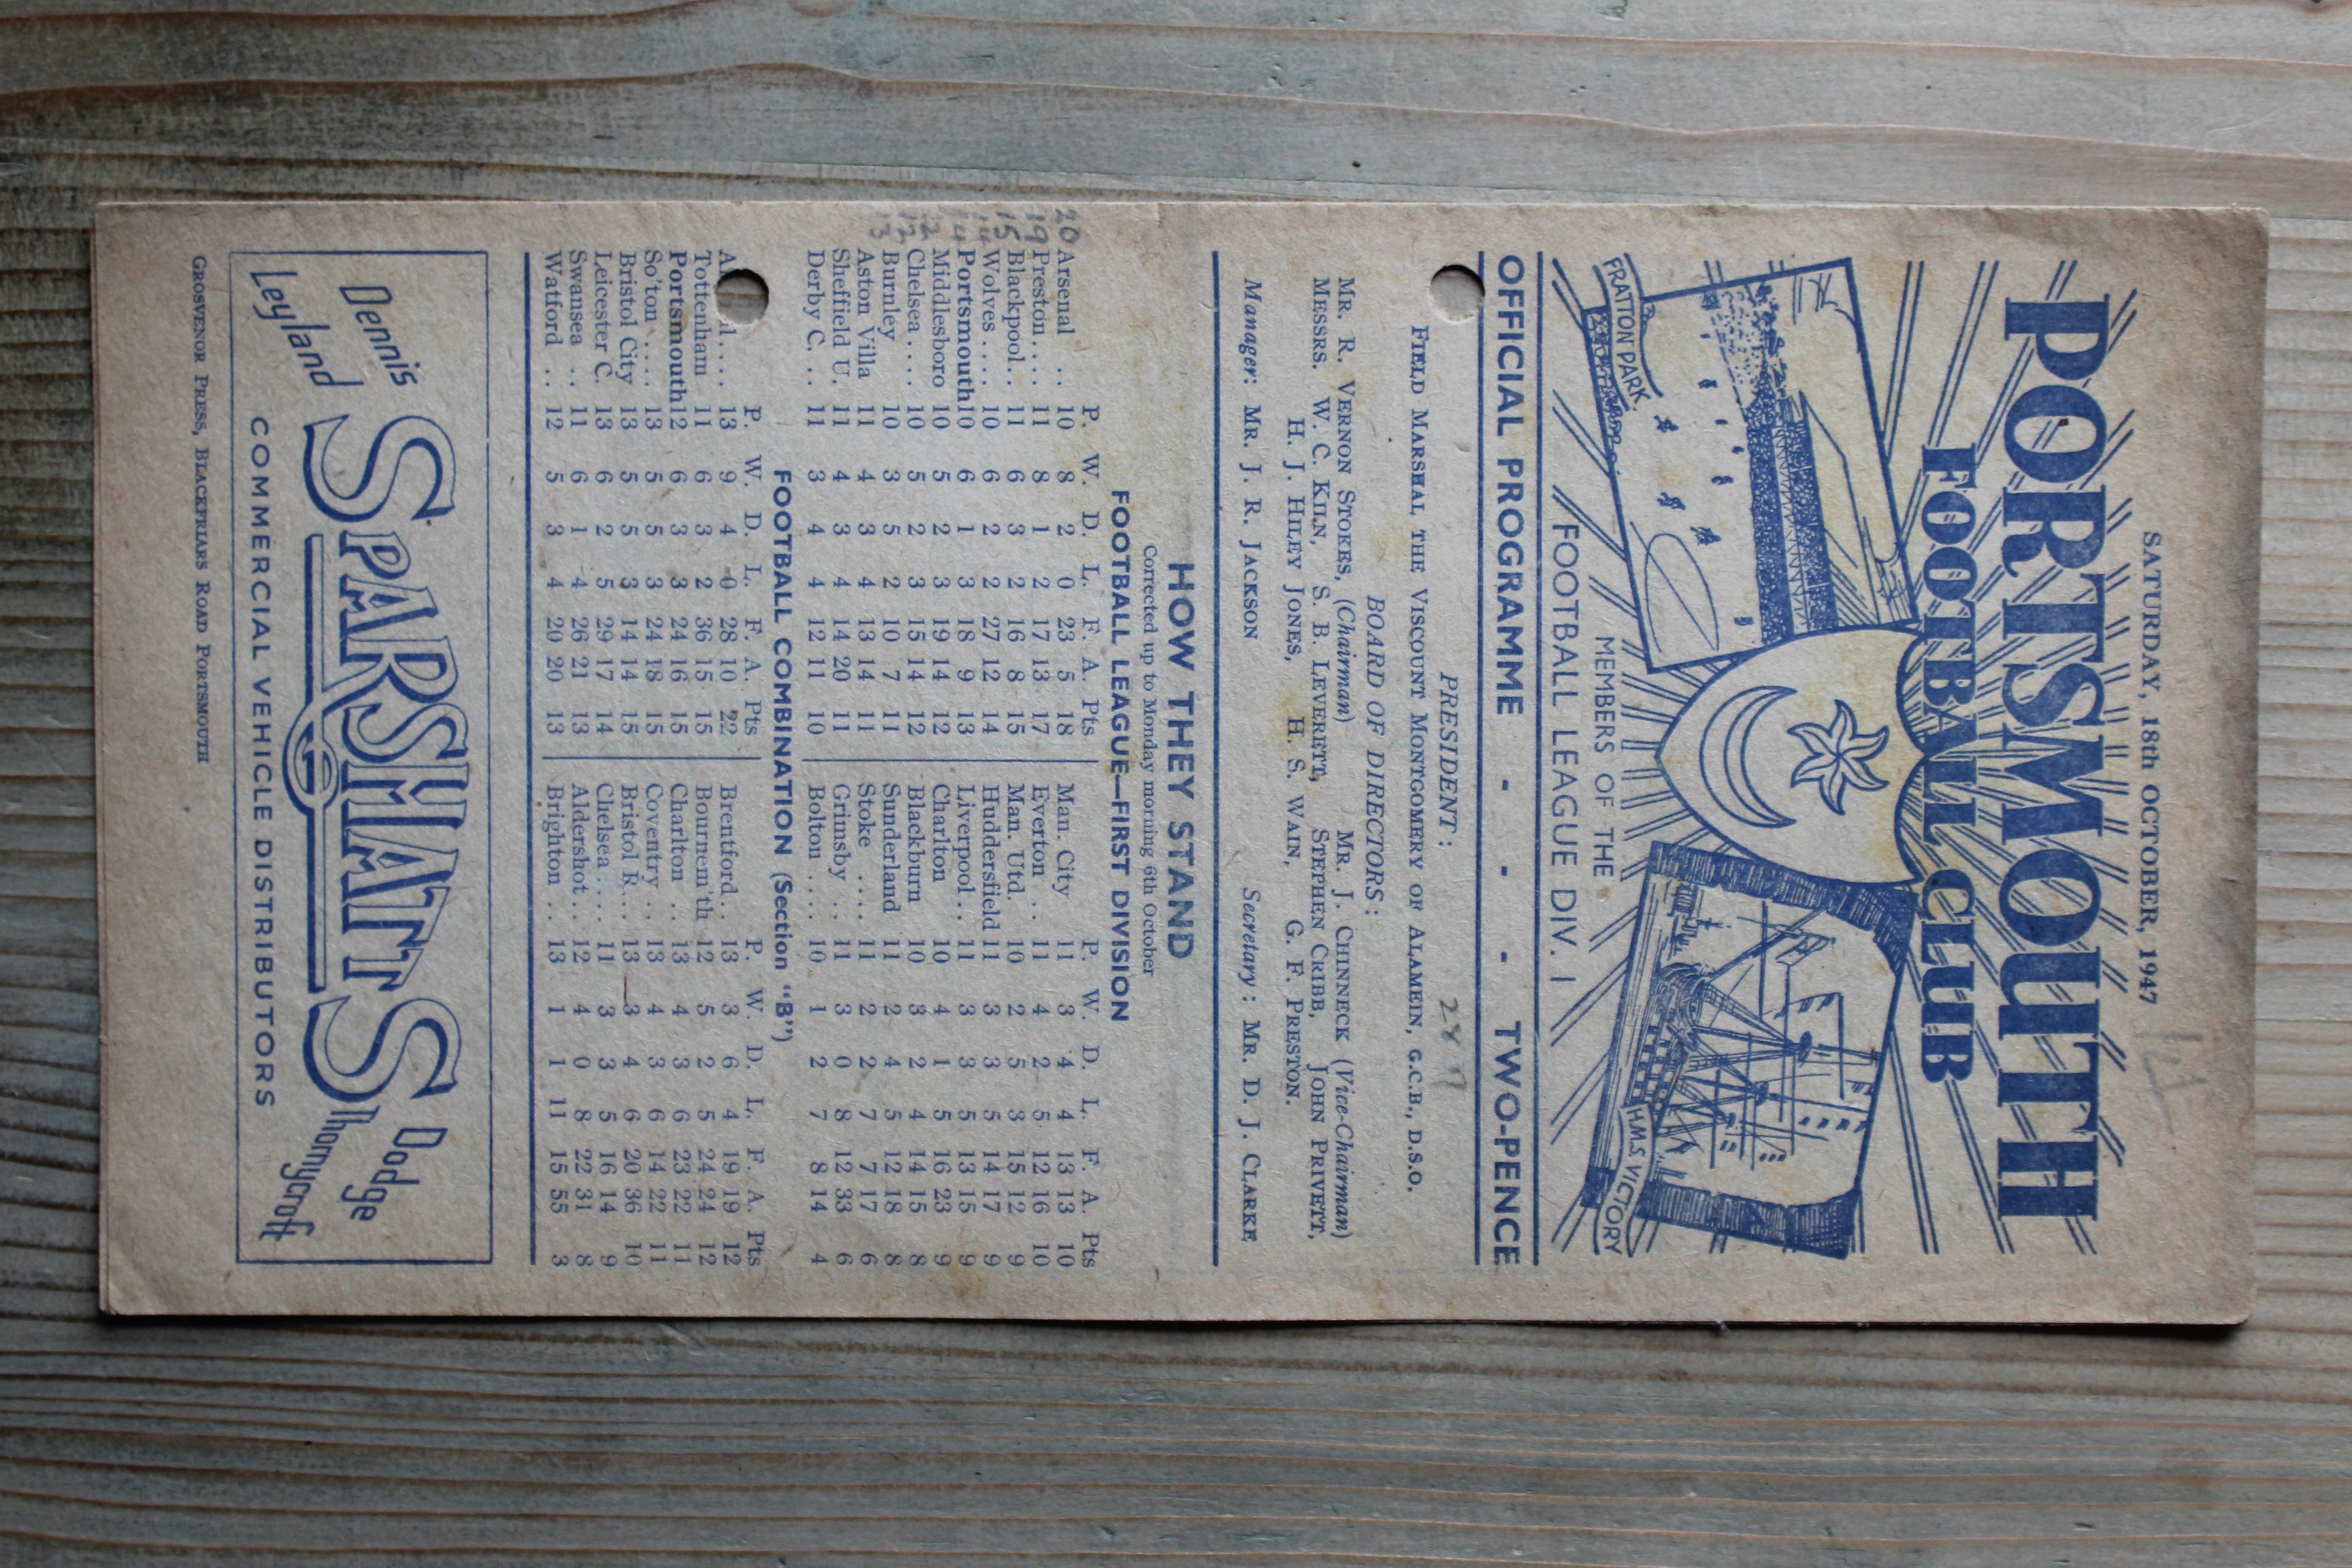 SATURDAY, 18th OCTOBER, 1947
PORTSMOUTH
FOOTBALL CLUB
FRATTON PARK.
H.M.S. VICTORY
MEMBERS OF THE
FOOTBALL LEAGUE DIV. 1
OFFICIAL PROGRAMME - - - TWO-PENCE
PRESIDENT:
FIELD MARSHAL THE VISCOUNT MONTGOMERY OF ALAMEIN, G.C.B., D.S.O.
BOARD OF DIRECTORS:
MR. R. VERNON STOKES, (Chairman) MR. J. CHINNECK (Vice-Chairman)
MESSRS. W. C. KILN, S. B. LEVERETT, STEPHEN CRIBB, JOHN PRIVETT,
H. J. HILEY JONES, H. S. WAIN, G. F. PRESTON.
Manager: MR. J. R. JACKSON Secretary: MR. D. J. CLARKE
HOW THEY STAND
Corrected up to Monday morning 6th October
FOOTBALL LEAGUE—FIRST DIVISION
P. W. D. L. F. A. Pts P. W. D. L. F. A. Pts
20 Arsenal .. 10 8 2 0 23 5 18 Man. City 11 3 4 4 13 13 10
19 Preston.... 11 8 1 2 17 13 17 Everton .. 11 4 2 5 12 16 10
15 Blackpool.. 11 6 3 2 16 8 15 Man. Utd. 10 2 5 3 15 12 9
14 Wolves ..... 10 6 2 2 27 12 14 Huddersfield 11 3 3 5 14 17 9
14 Portsmouth 10 6 1 3 18 9 13 Liverpool.. 11 3 3 5 13 15 9
Middlesboro 10 5 2 3 19 14 12 Charlton 10 4 1 5 16 23 9
Chelsea .... 10 5 2 3 15 14 12 Blackburn 10 3 2 4 14 15 8
Burnley 10 3 5 2 10 7 11 Sunderland 11 2 4 5 12 18 8
Aston Villa 11 4 3 4 13 14 11 Stoke .... 11 2 2 7 7 17 6
Sheffield U. 11 4 3 4 14 20 11 Grimsby .. 11 3 0 8 12 33 6
Derby C. .. 11 3 4 4 12 11 10 Bolton .... 10 1 2 7 8 14 4
FOOTBALL COMBINATION (Section "B")
P. W. D. L. F. A. Pts P. W. D. L. F. A. Pts
13 9 4 0 28 10 22 Brentford.. 13 3 6 4 19 19 12
Tottenham 11 6 3 2 36 15 15 Bournem'th 12 5 2 5 24 24 12
Portsmouth 12 6 3 3 24 16 15 Charlton .. 13 4 3 6 23 22 11
So'ton .... 13 5 5 3 24 18 15 Coventry .. 13 4 3 6 14 22 11
Bristol City 13 5 5 3 14 14 15 Bristol R... 13 3 4 6 20 36 10
Leicester C. 13 6 2 5 29 17 14 Chelsea .... 11 3 3 5 16 14 9
Swansea .. 11 6 1 4 26 21 13 Aldershot.. 12 4 0 8 22 31 8
Watford .. 12 5 3 4 20 20 13 Brighton .. 13 1 1 11 15 55 3
Dennis SPARSHATTS Dodge
Leyland Thornycroft
COMMERCIAL VEHICLE DISTRIBUTORS
GROSVENOR PRESS, BLACKFRIARS ROAD PORTSMOUTH